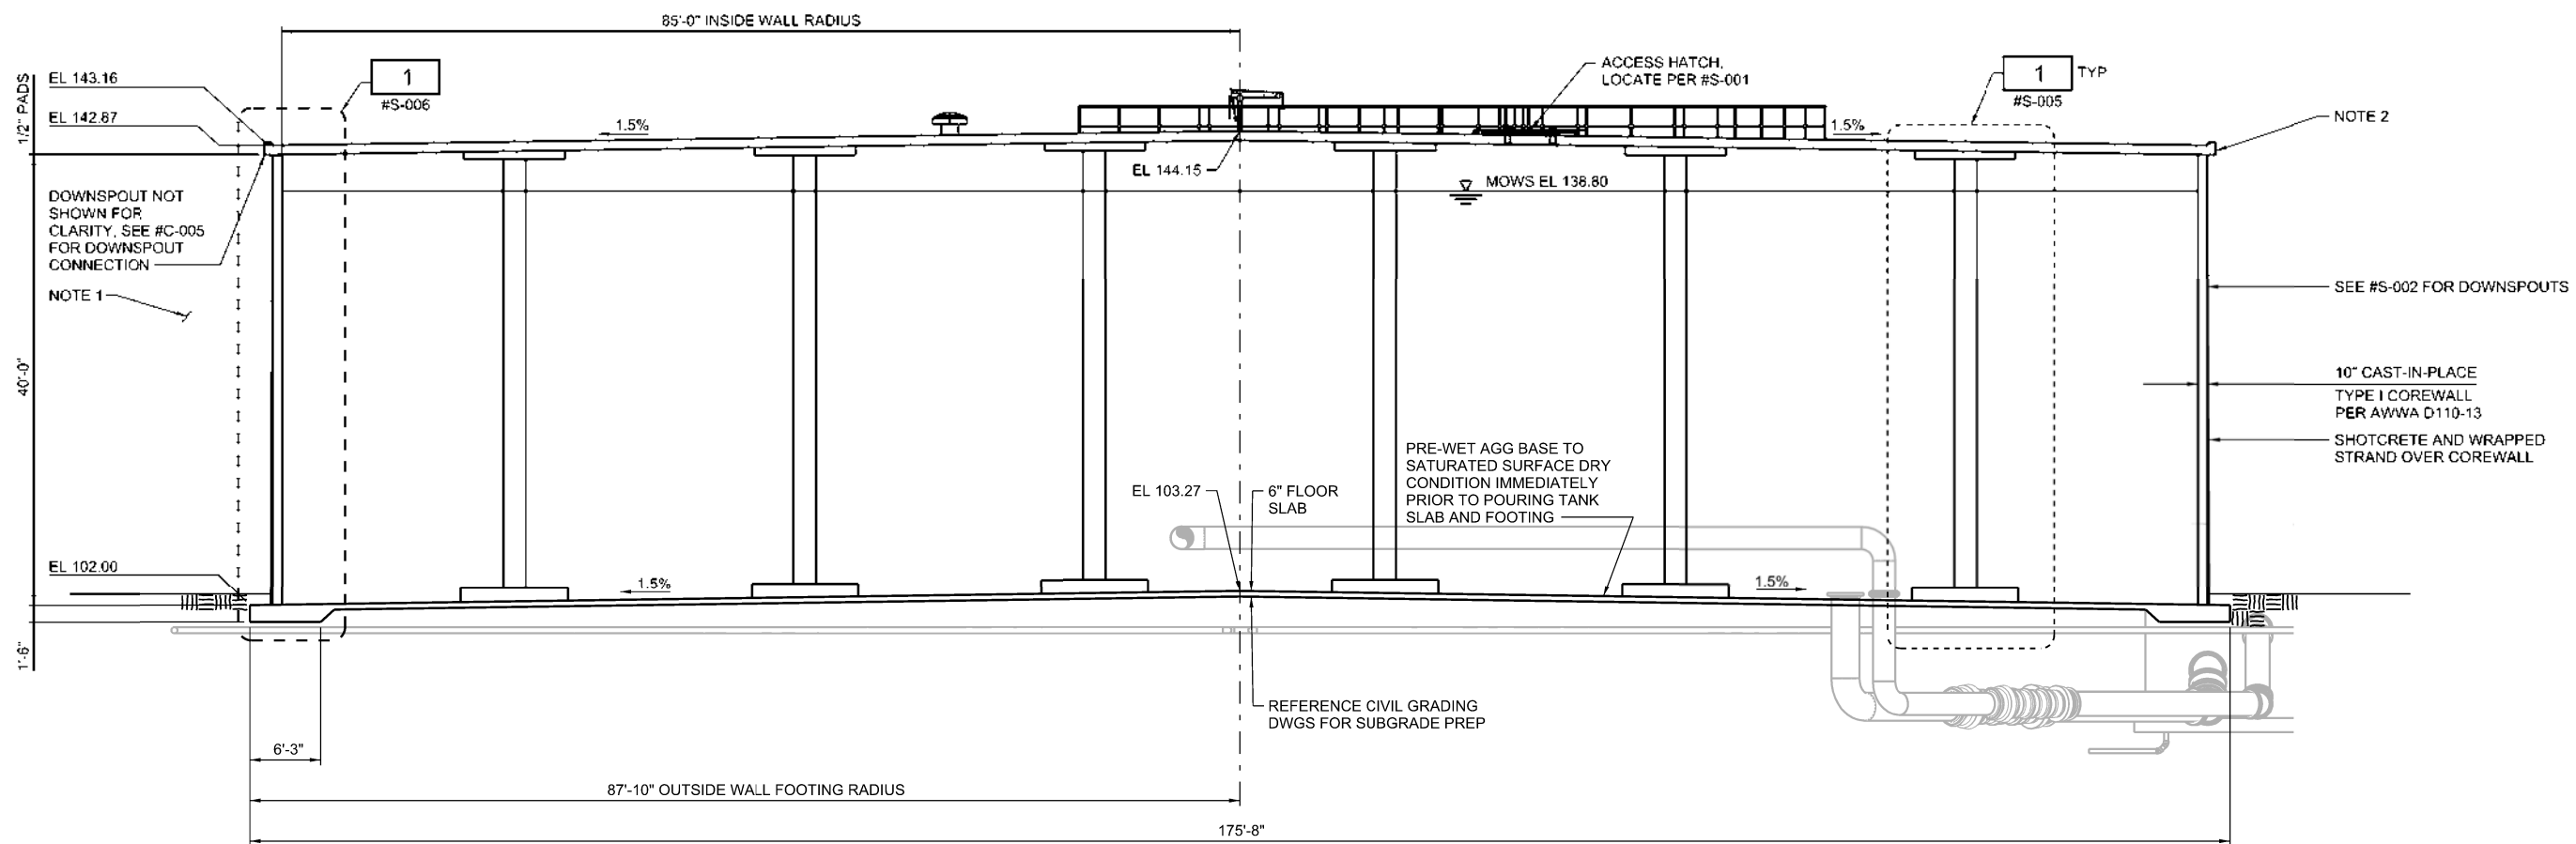 85'-0" INSIDE WALL RADIUS
1/2" PADS
EL 143.16
1
#S-006
ACCESS HATCH,
LOCATE PER #S-001
1
TYP
#S-005
EL 142.87
1.5%
1.5%
NOTE 2
EL 144.15
MOWS EL 138.80
DOWNSPOUT NOT
SHOWN FOR
CLARITY, SEE #C-005
FOR DOWNSPOUT
CONNECTION
NOTE 1
SEE #S-002 FOR DOWNSPOUTS
40'-0"
10" CAST-IN-PLACE
TYPE I COREWALL
PER AWWA D110-13
SHOTCRETE AND WRAPPED
STRAND OVER COREWALL
PRE-WET AGG BASE TO
SATURATED SURFACE DRY
CONDITION IMMEDIATELY
PRIOR TO POURING TANK
SLAB AND FOOTING
EL 103.27
6" FLOOR
SLAB
EL 102.00
1.5%
1.5%
1'-6"
REFERENCE CIVIL GRADING
DWGS FOR SUBGRADE PREP
6'-3"
87'-10" OUTSIDE WALL FOOTING RADIUS
175'-8"